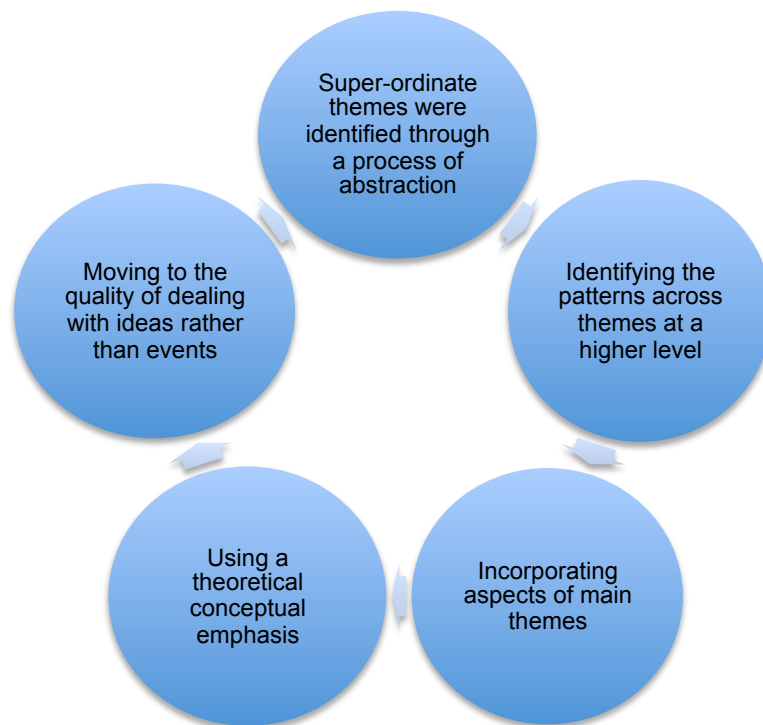 Super-ordinate
themes were
identified through
a process of
abstraction
Identifying the
patterns across
themes at a
higher level
Incorporating
aspects of main
themes
Using a
theoretical
conceptual
emphasis
Moving to the
quality of dealing
with ideas rather
than events